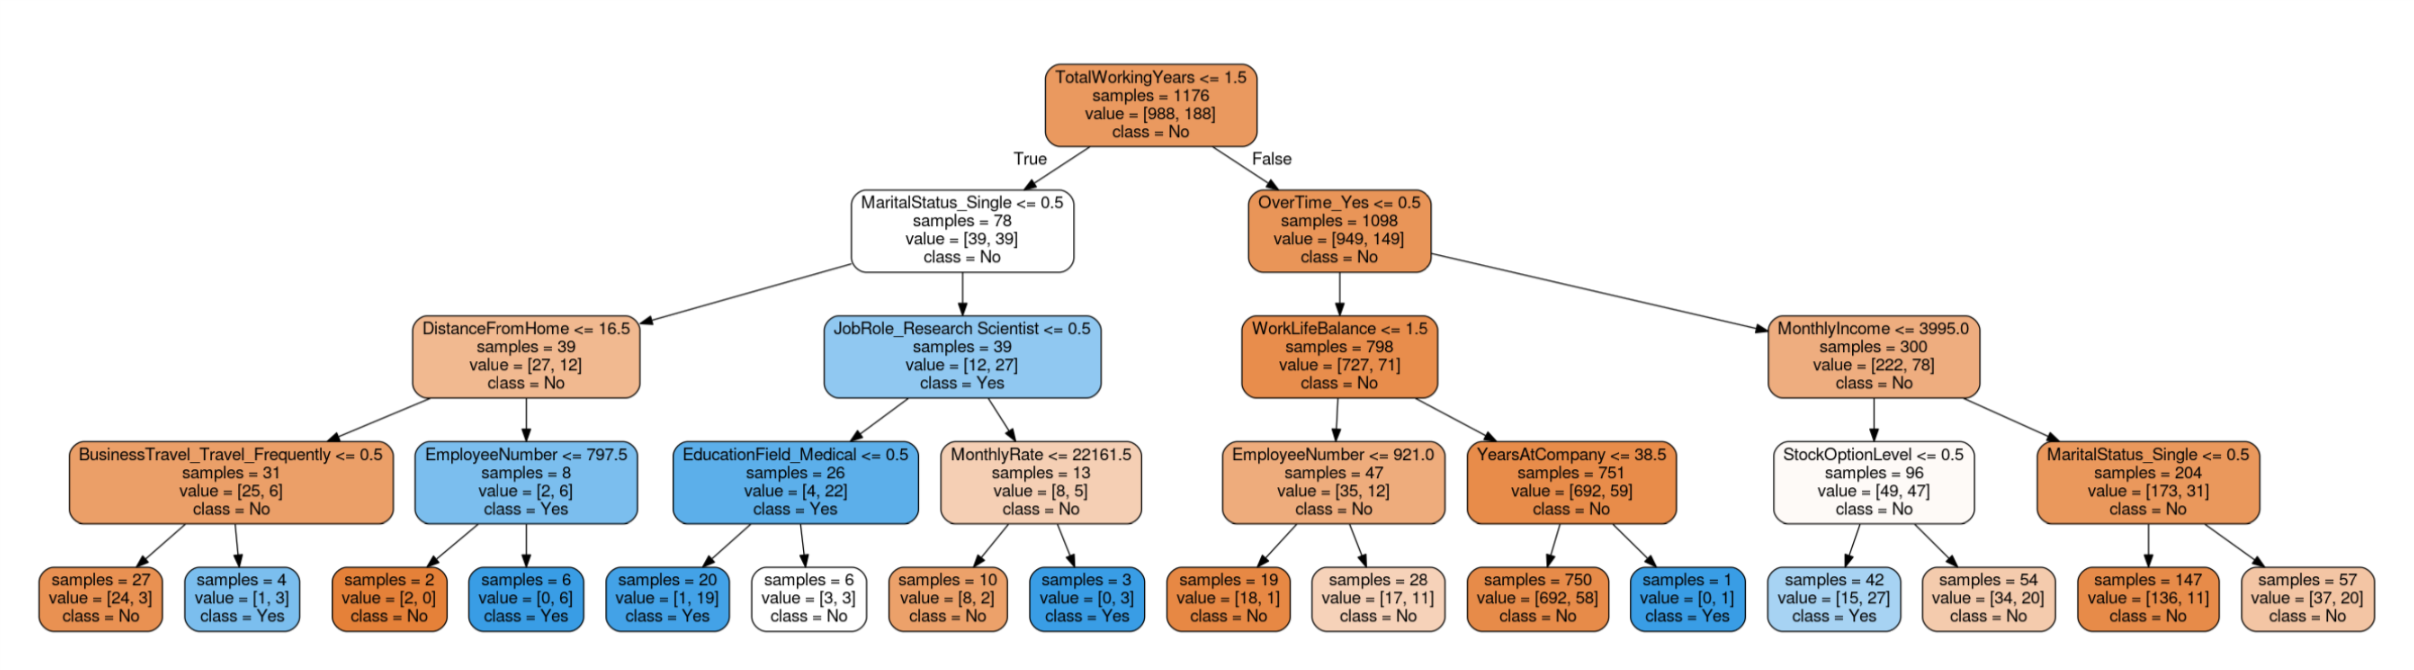 TotalWorkingYears <= 1.5
samples = 1176
value = [988, 188]
class = No
True
False
MaritalStatus_Single <= 0.5
samples = 78
value = [39, 39]
class = No
OverTime_Yes <= 0.5
samples = 1098
value = [949, 149]
class = No
DistanceFromHome <= 16.5
samples = 39
value = [27, 12]
class = No
JobRole_Research Scientist <= 0.5
samples = 39
value = [12, 27]
class = Yes
WorkLifeBalance <= 1.5
samples = 798
value = [727, 71]
class = No
MonthlyIncome <= 3995.0
samples = 300
value = [222, 78]
class = No
BusinessTravel_Travel_Frequently <= 0.5
samples = 31
value = [25, 6]
class = No
EmployeeNumber <= 797.5
samples = 8
value = [2, 6]
class = Yes
EducationField_Medical <= 0.5
samples = 26
value = [4, 22]
class = Yes
MonthlyRate <= 22161.5
samples = 13
value = [8, 5]
class = No
EmployeeNumber <= 921.0
samples = 47
value = [35, 12]
class = No
YearsAtCompany <= 38.5
samples = 751
value = [692, 59]
class = No
StockOptionLevel <= 0.5
samples = 96
value = [49, 47]
class = No
MaritalStatus_Single <= 0.5
samples = 204
value = [173, 31]
class = No
samples = 27
value = [24, 3]
class = No
samples = 4
value = [1, 3]
class = Yes
samples = 2
value = [2, 0]
class = No
samples = 6
value = [0, 6]
class = Yes
samples = 20
value = [1, 19]
class = Yes
samples = 6
value = [3, 3]
class = No
samples = 10
value = [8, 2]
class = No
samples = 3
value = [0, 3]
class = Yes
samples = 19
value = [18, 1]
class = No
samples = 28
value = [17, 11]
class = No
samples = 750
value = [692, 58]
class = No
samples = 1
value = [0, 1]
class = Yes
samples = 42
value = [15, 27]
class = Yes
samples = 54
value = [34, 20]
class = No
samples = 147
value = [136, 11]
class = No
samples = 57
value = [37, 20]
class = No